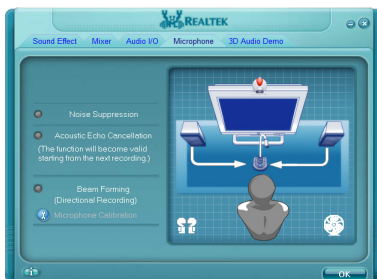 REALTEK
Sound Effect Mixer Audio I/O Microphone 3D Audio Demo
Noise Suppression
Acoustic Echo Cancellation
(The function will become valid
starting from the next recording.)
Beam Forming
(Directional Recording)
Microphone Calibration
OK